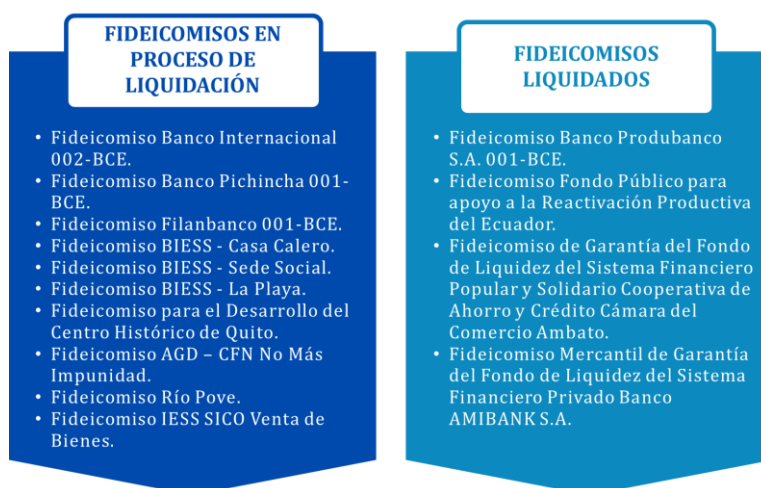 FIDEICOMISOS EN
PROCESO DE
LIQUIDACIÓN
• Fideicomiso Banco Internacional
002-BCE.
• Fideicomiso Banco Pichincha 001-
BCE.
• Fideicomiso Filanbanco 001-BCE.
• Fideicomiso BIESS - Casa Calero.
• Fideicomiso BIESS - Sede Social.
• Fideicomiso BIESS - La Playa.
• Fideicomiso para el Desarrollo del
Centro Histórico de Quito.
• Fideicomiso AGD – CFN No Más
Impunidad.
• Fideicomiso Río Pove.
• Fideicomiso IESS SICO Venta de
Bienes.
FIDEICOMISOS
LIQUIDADOS
• Fideicomiso Banco Produbanco
S.A. 001-BCE.
• Fideicomiso Fondo Público para
apoyo a la Reactivación Productiva
del Ecuador.
• Fideicomiso de Garantía del Fondo
de Liquidez del Sistema Financiero
Popular y Solidario Cooperativa de
Ahorro y Crédito Cámara del
Comercio Ambato.
• Fideicomiso Mercantil de Garantía
del Fondo de Liquidez del Sistema
Financiero Privado Banco
AMIBANK S.A.